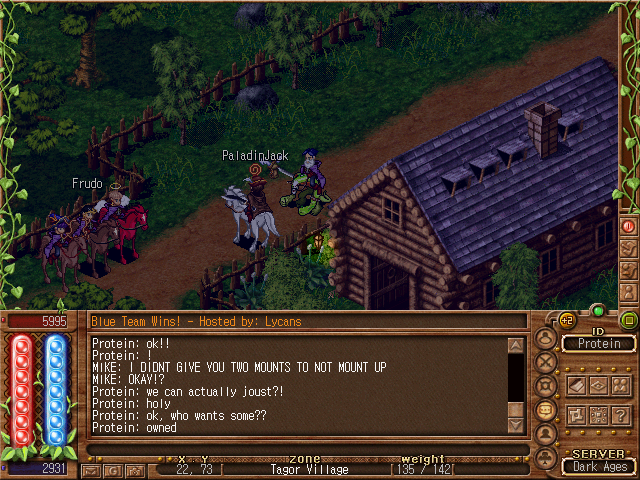 PaladinJack
Frudo
5995
Blue Team Wins! - Hosted by: Lycans
+2
ID
Protein
Protein: ok!!
Protein: !
MIKE: I DIDNT GIVE YOU TWO MOUNTS TO NOT MOUNT UP
MIKE: OKAY!?
Protein: we can actually joust?!
Protein: holy
Protein: ok, who wants some??
Protein: owned
?
x y zone weight
2931
G
22, 73 Tagor Village 135 / 142
SERVER
Dark Ages